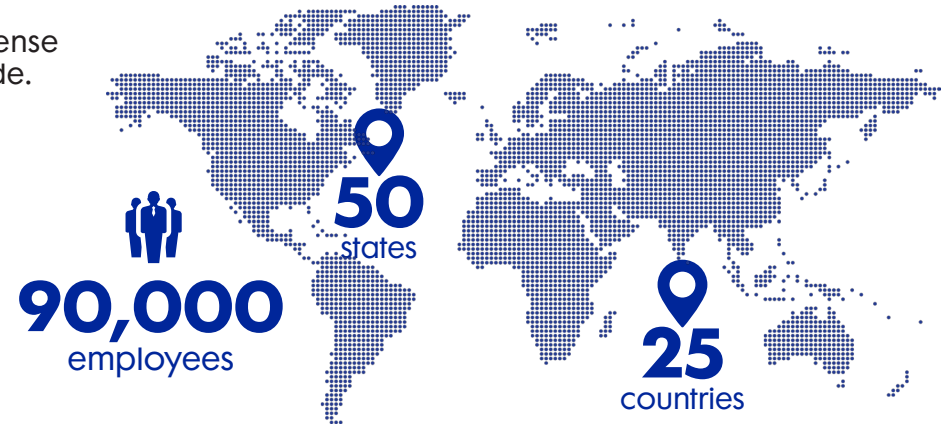 ense
de.
50
states
90,000
employees
25
countries